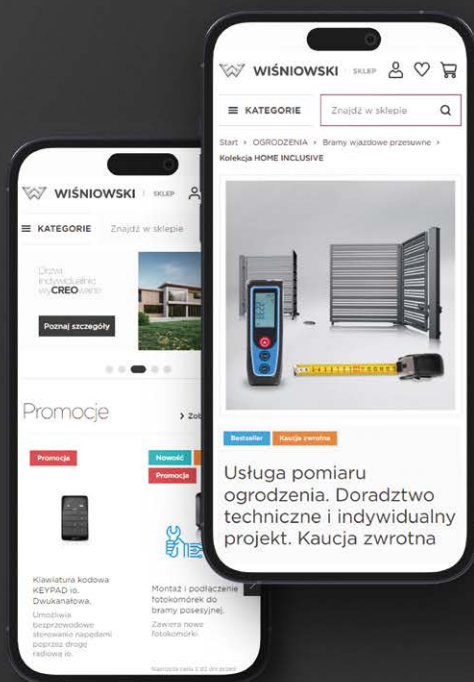 WIŚNIOWSKI SKLEP
KATEGORIE
Znajdź w sklepie
Start › OGRODZENIA › Bramy wjazdowe przesuwne ›
Kolekcja HOME INCLUSIVE
Bestseller
Kaucja zwrotna
Usługa pomiaru
ogrodzenia. Doradztwo
techniczne i indywidualny
projekt. Kaucja zwrotna
WIŚNIOWSKI SKLEP
KATEGORIE
Znajdź w sklepie
Drzwi
indywidualnie
wyCREOwane
Poznaj szczegóły
Promocje
Promocja
Klawiatura kodowa
KEYPAD io.
Dwukanałowa.
Umożliwia
bezprzewodowe
sterowanie napędami
poprzez drogę
radiową io.
Nowość
Promocja
Montaż i podłączenie
fotokomórek do
bramy posesyjnej.
Zawiera nowe
fotokomórki.